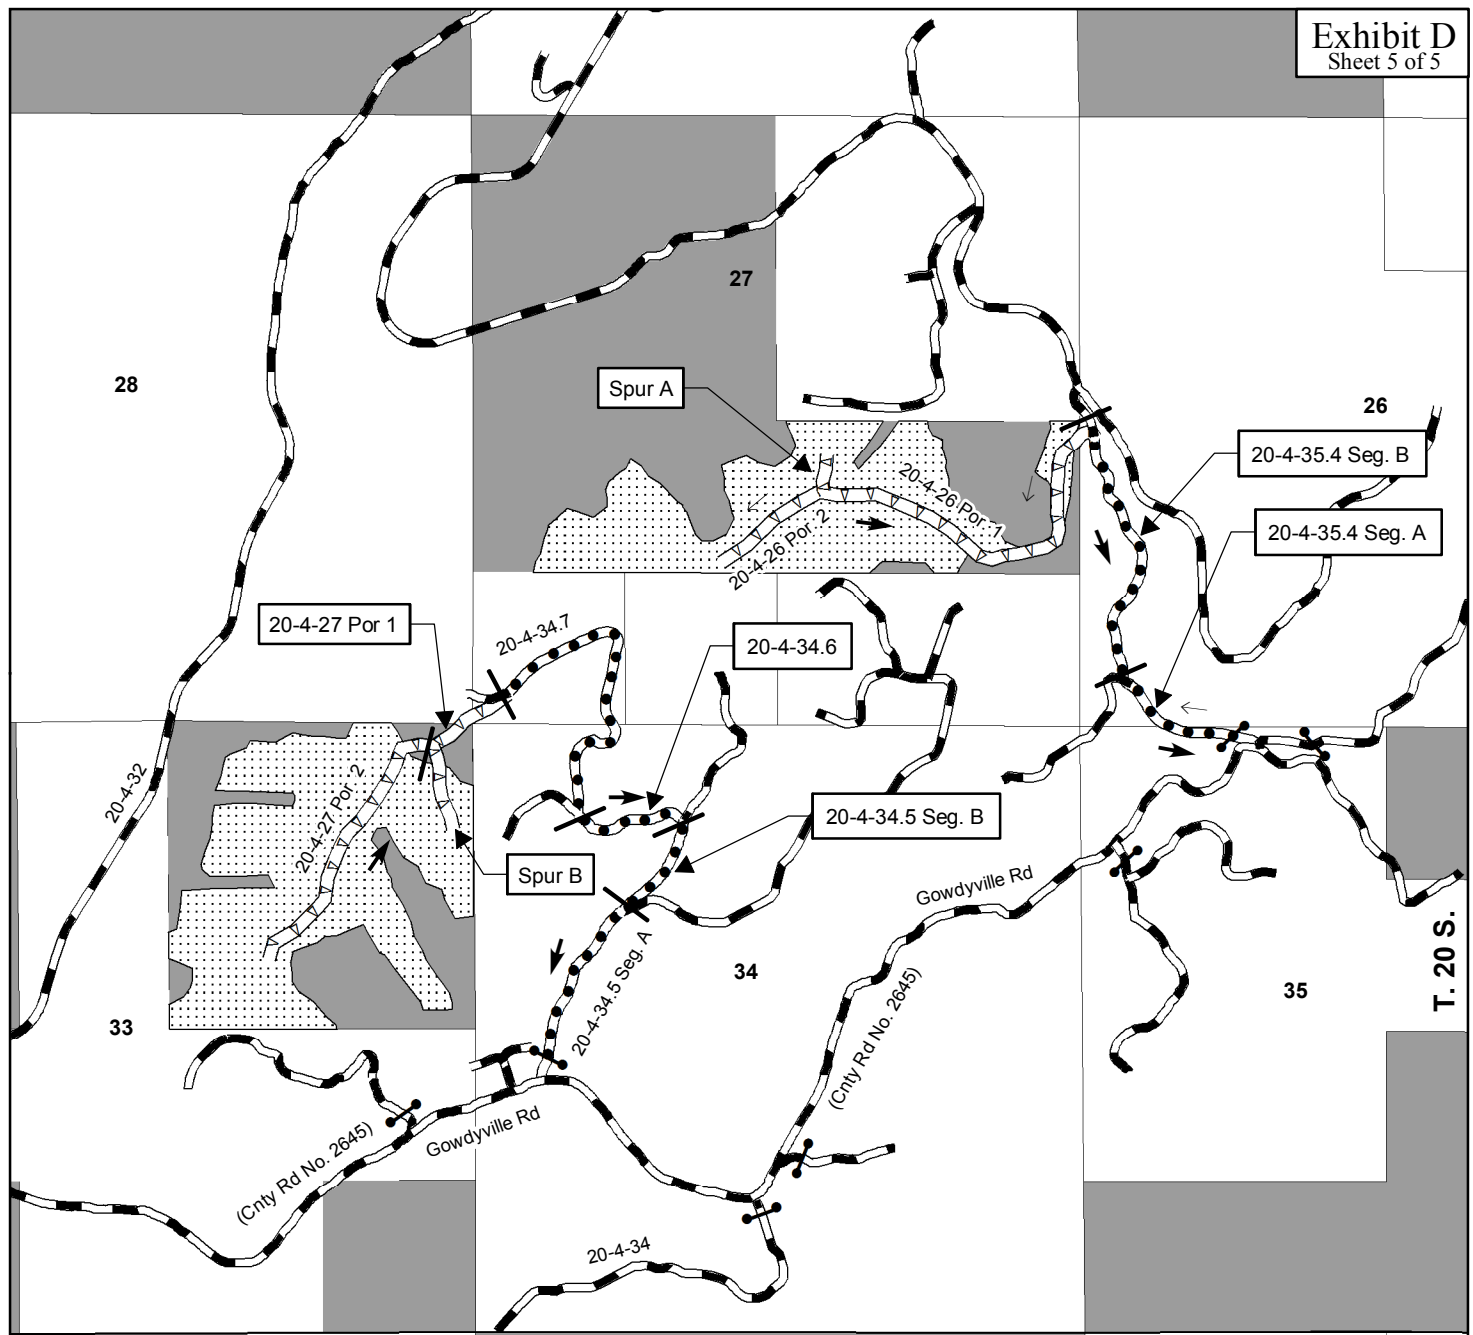 Exhibit D
Sheet 5 of 5
27
28
Spur A
26
20-4-35.4 Seg. B
20-4-26 Por. 1
20-4-35.4 Seg. A
20-4-26 Por. 2
20-4-27 Por 1
20-4-34.7
20-4-34.6
20-4-32
20-4-27 Por 2
20-4-34.5 Seg. B
Spur B
Gowdyville Rd
20-4-34.5 Seg. A
34
35
T. 20 S.
33
(Cnty Rd No. 2645)
(Cnty Rd No. 2645)
Gowdyville Rd
20-4-34